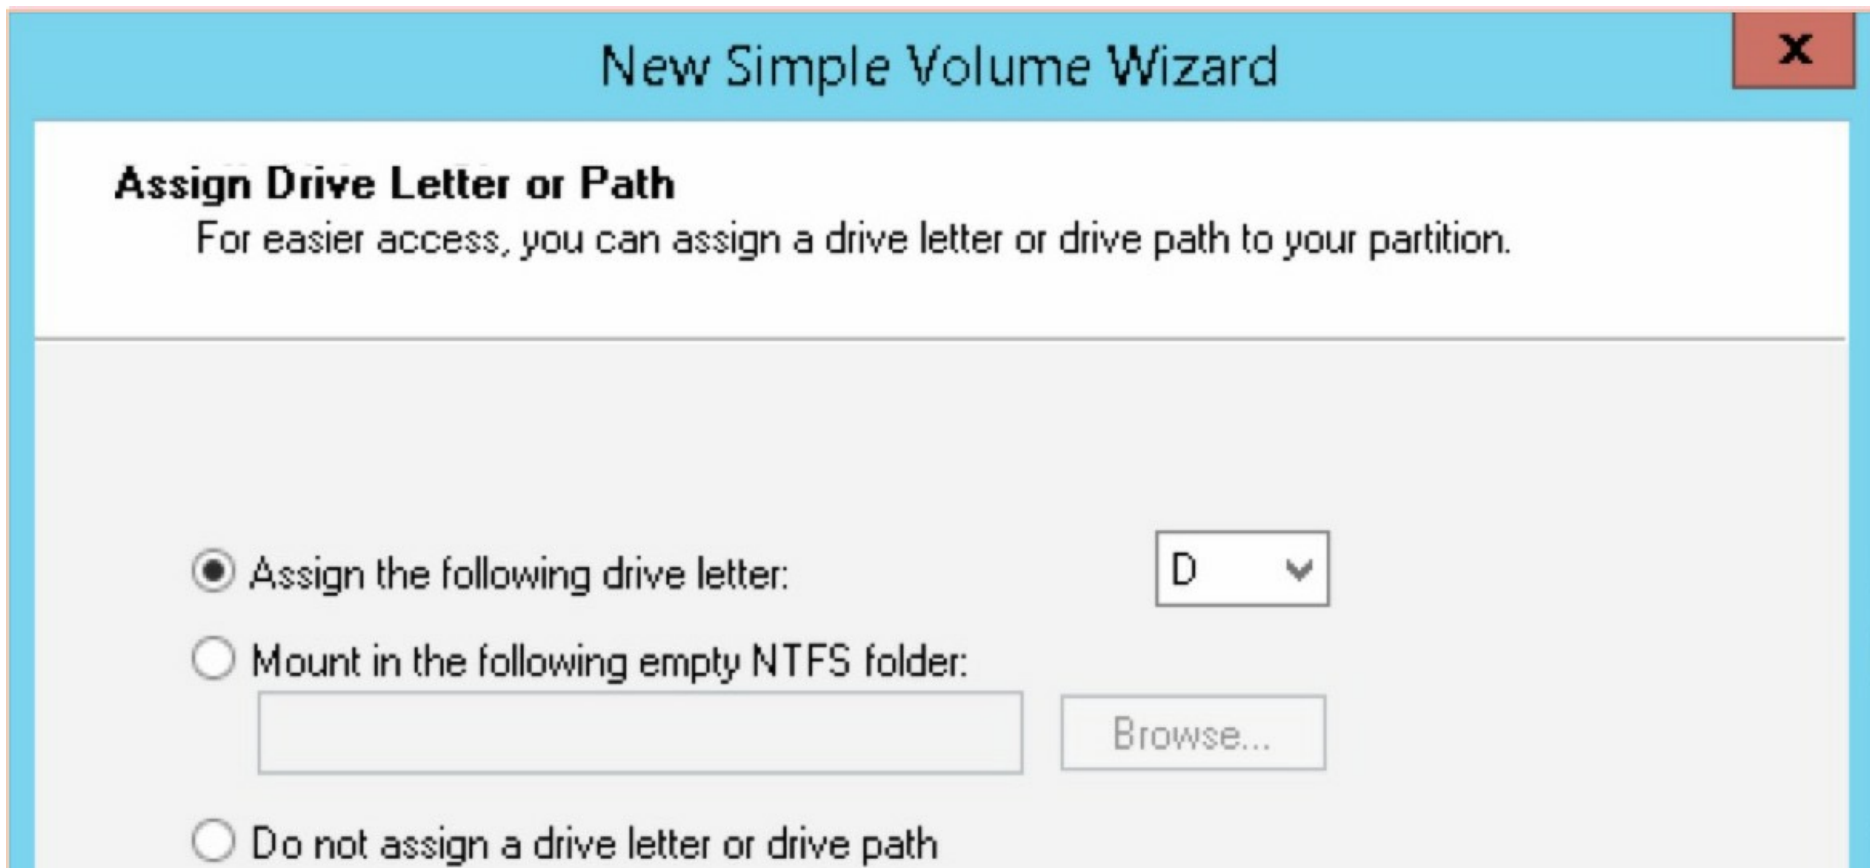 New Simple Volume Wizard
x
Assign Drive Letter or Path
For easier access, you can assign a drive letter or drive path to your partition.
Assign the following drive letter:
D
Mount in the following empty NTFS folder:
Browse...
Do not assign a drive letter or drive path